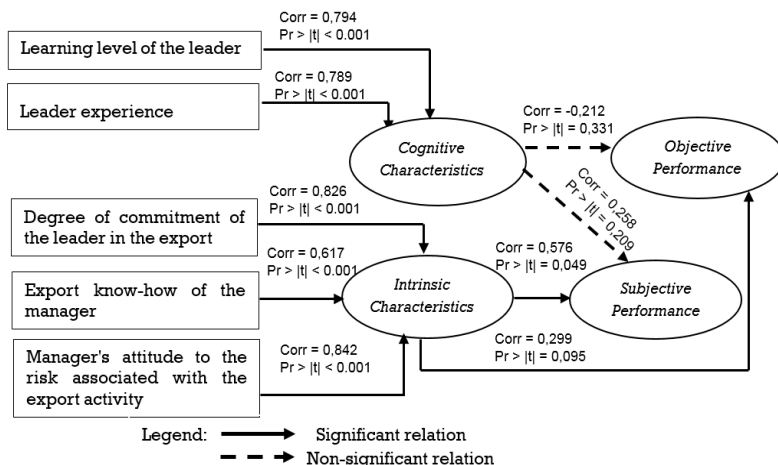 Corr = 0,794
Pr > |t| < 0.001
Learning level of the leader
Corr = 0,789
Pr > |t| < 0.001
Leader experience
Corr = -0,212
Pr > |t| = 0,331
Cognitive
Characteristics
Objective
Performance
Corr = 0,258
Pr > |t| = 0,209
Corr = 0,826
Pr > |t| < 0.001
Degree of commitment of
the leader in the export
Corr = 0,617
Pr > |t| < 0.001
Corr = 0,576
Pr > |t| = 0,049
Export know-how of the
manager
Intrinsic
Characteristics
Subjective
Performance
Corr = 0,842
Pr > |t| < 0.001
Corr = 0,299
Pr > |t| = 0,095
Manager's attitude to the
risk associated with the
export activity
Legend:
Significant relation
Non-significant relation